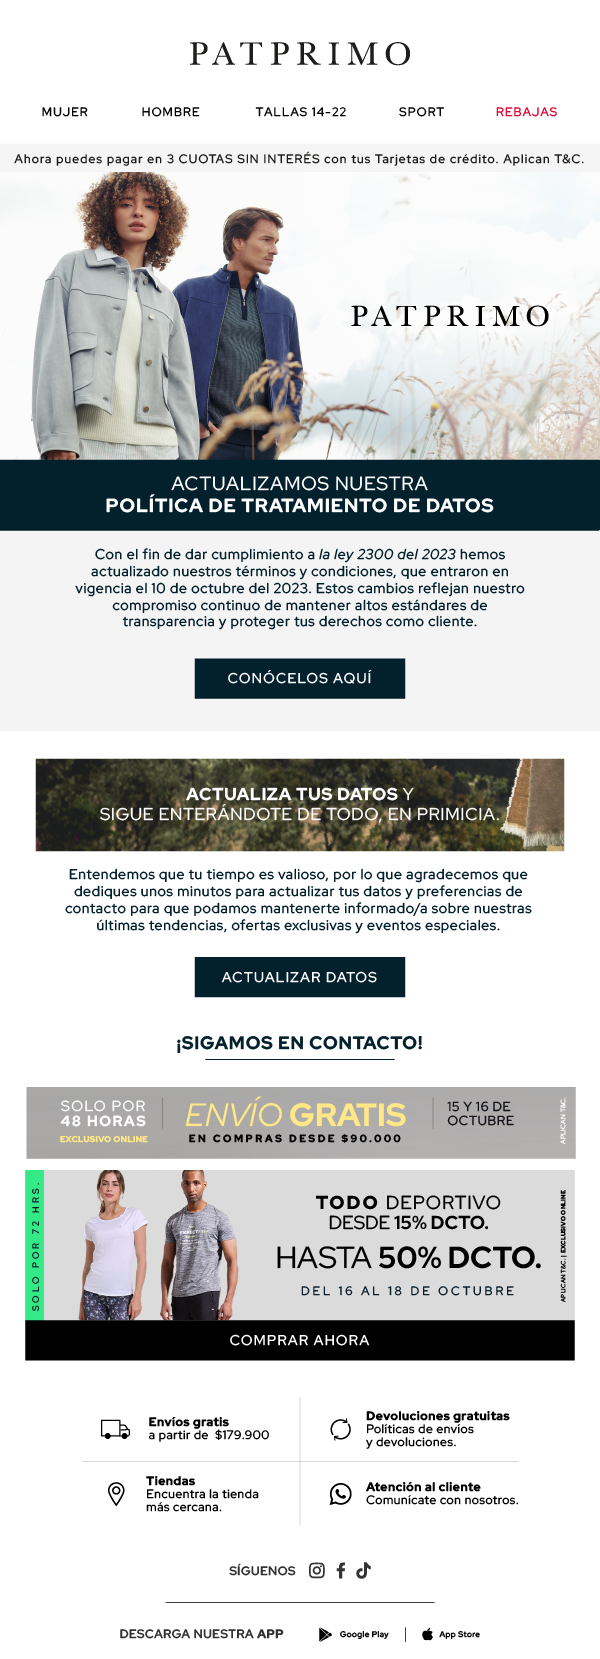 PATPRIMO
MUJER HOMBRE TALLAS 14-22 SPORT REBAJAS
Ahora puedes pagar en 3 CUOTAS SIN INTERÉS con tus Tarjetas de crédito. Aplican T&C.
PATPRIMO
ACTUALIZAMOS NUESTRA
POLÍTICA DE TRATAMIENTO DE DATOS
Con el fin de dar cumplimiento a la ley 2300 del 2023 hemos
actualizado nuestros términos y condiciones, que entraron en
vigencia el 10 de octubre del 2023. Estos cambios reflejan nuestro
compromiso continuo de mantener altos estándares de
transparencia y proteger tus derechos como cliente.
CONÓCELOS AQUÍ
ACTUALIZA TUS DATOS Y
SIGUE ENTERÁNDOTE DE TODO, EN PRIMICIA.
Entendemos que tu tiempo es valioso, por lo que agradecemos que
dediques unos minutos para actualizar tus datos y preferencias de
contacto para que podamos mantenerte informado/a sobre nuestras
últimas tendencias, ofertas exclusivas y eventos especiales.
ACTUALIZAR DATOS
¡SIGAMOS EN CONTACTO!
SOLO POR
48 HORAS
EXCLUSIVO ONLINE
ENVÍO GRATIS
EN COMPRAS DESDE $90.000
15 Y 16 DE
OCTUBRE
APLICAN T&C.
SOLO POR 72 HRS.
TODO DEPORTIVO
DESDE 15% DCTO.
HASTA 50% DCTO.
DEL 16 AL 18 DE OCTUBRE
APLICAN T&C. | EXCLUSIVO ONLINE
COMPRAR AHORA
Envíos gratis
a partir de $179.900
Devoluciones gratuitas
Políticas de envíos
y devoluciones.
Tiendas
Encuentra la tienda
más cercana.
Atención al cliente
Comunícate con nosotros.
SÍGUENOS
DESCARGA NUESTRA APP Google Play | App Store